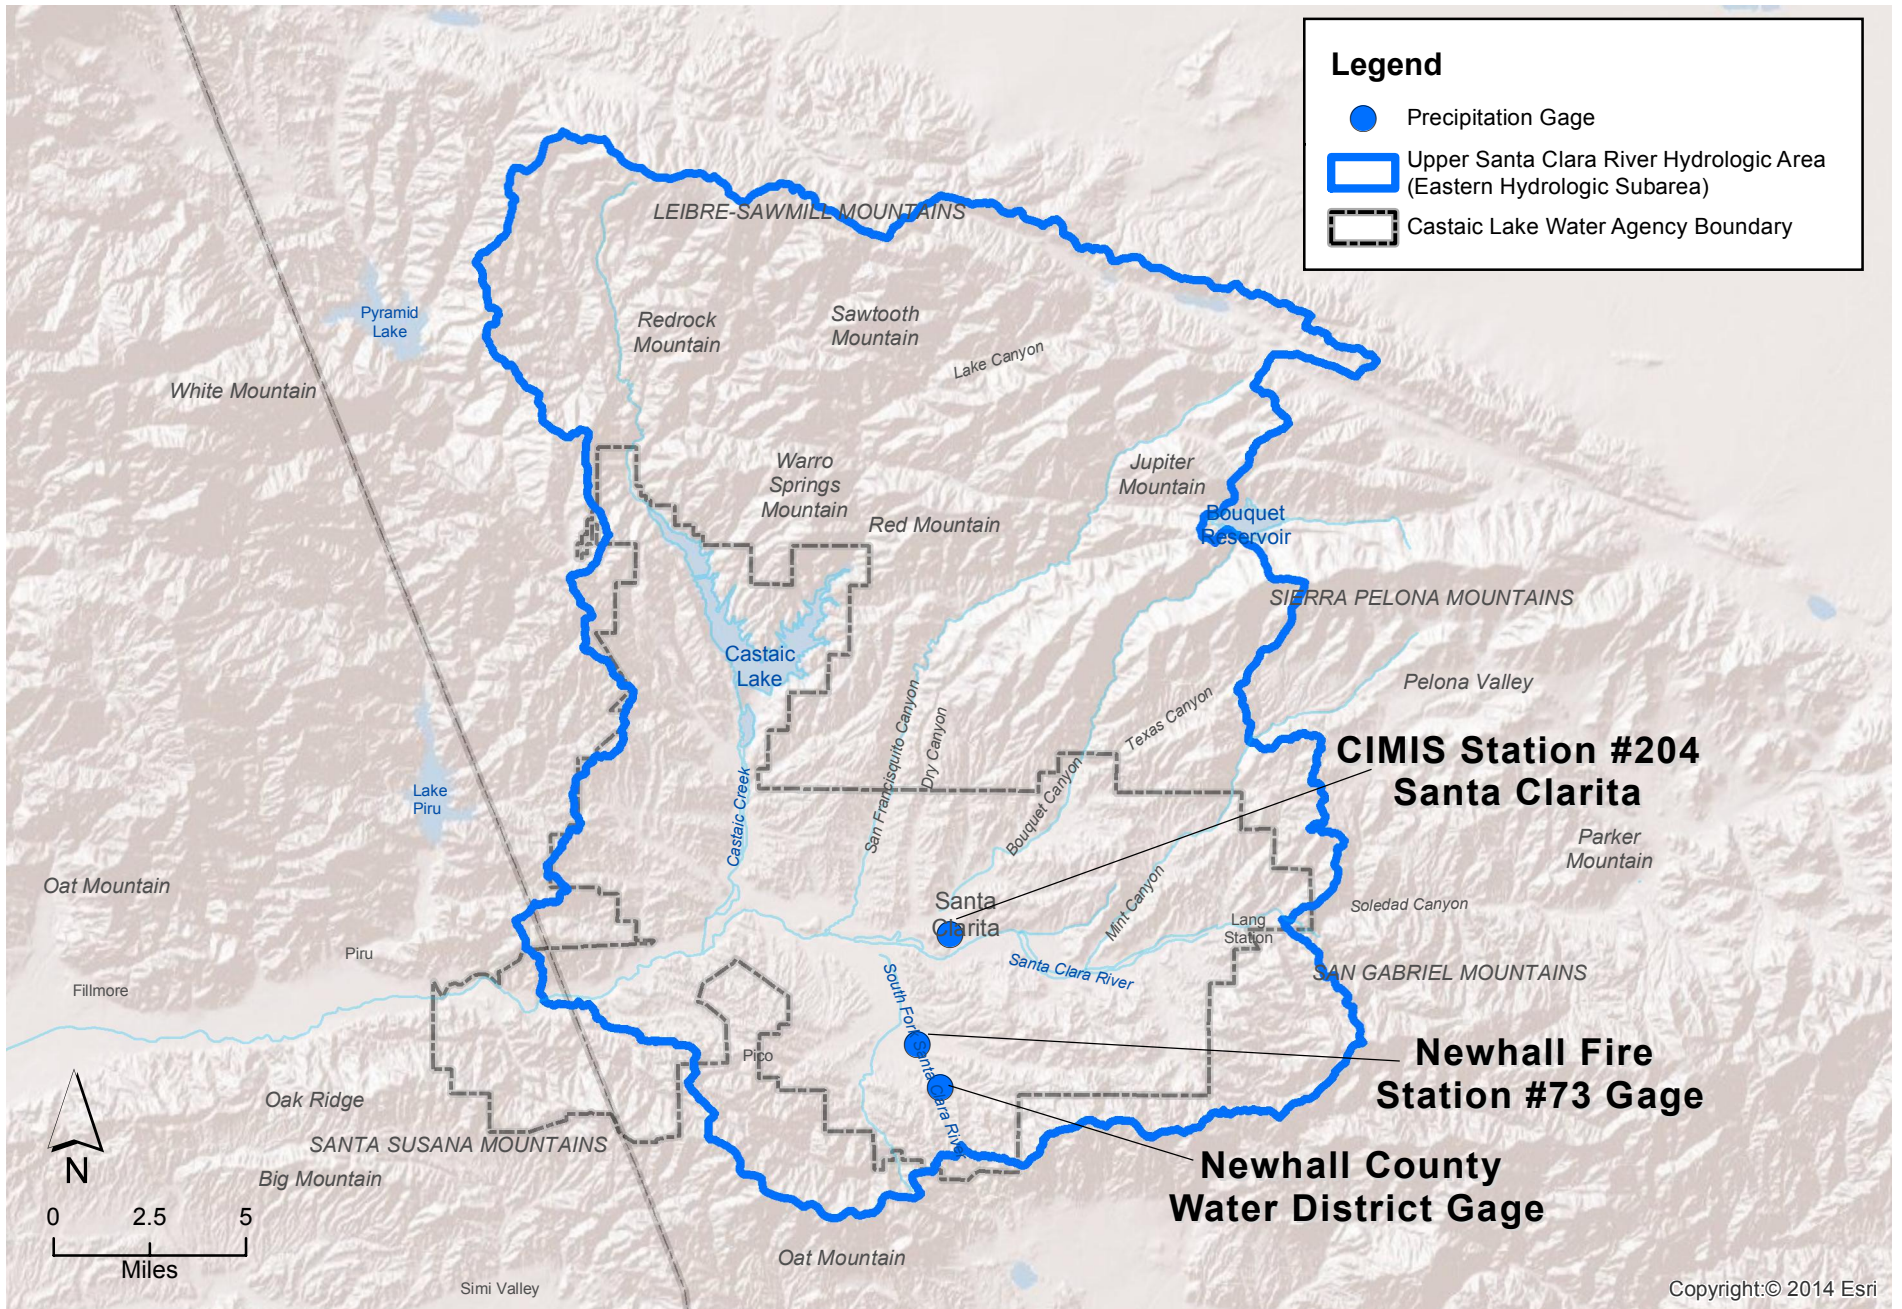 Legend
Precipitation Gage
Upper Santa Clara River Hydrologic Area
(Eastern Hydrologic Subarea)
Castaic Lake Water Agency Boundary
LEIBRE-SAWMILL MOUNTAINS
Pyramid
Lake
Redrock
Mountain
Sawtooth
Mountain
Lake Canyon
White Mountain
Warro
Springs
Mountain
Jupiter
Mountain
Red Mountain
Bouquet
Reservoir
SIERRA PELONA MOUNTAINS
Castaic
Lake
Pelona Valley
San Francisquito Canyon
Dry Canyon
Texas Canyon
CIMIS Station #204
Santa Clarita
Lake
Piru
Castaic Creek
Bouquet Canyon
Parker
Mountain
Oat Mountain
Mint Canyon
Santa
Clarita
Soledad Canyon
Lang
Station
Piru
Santa Clara River
SAN GABRIEL MOUNTAINS
Fillmore
South Fork Santa Clara River
Pico
Newhall Fire
Station #73 Gage
Oak Ridge
SANTA SUSANA MOUNTAINS
Big Mountain
Newhall County
Water District Gage
N
0 2.5 5
Miles
Oat Mountain
Simi Valley
Copyright:© 2014 Esri